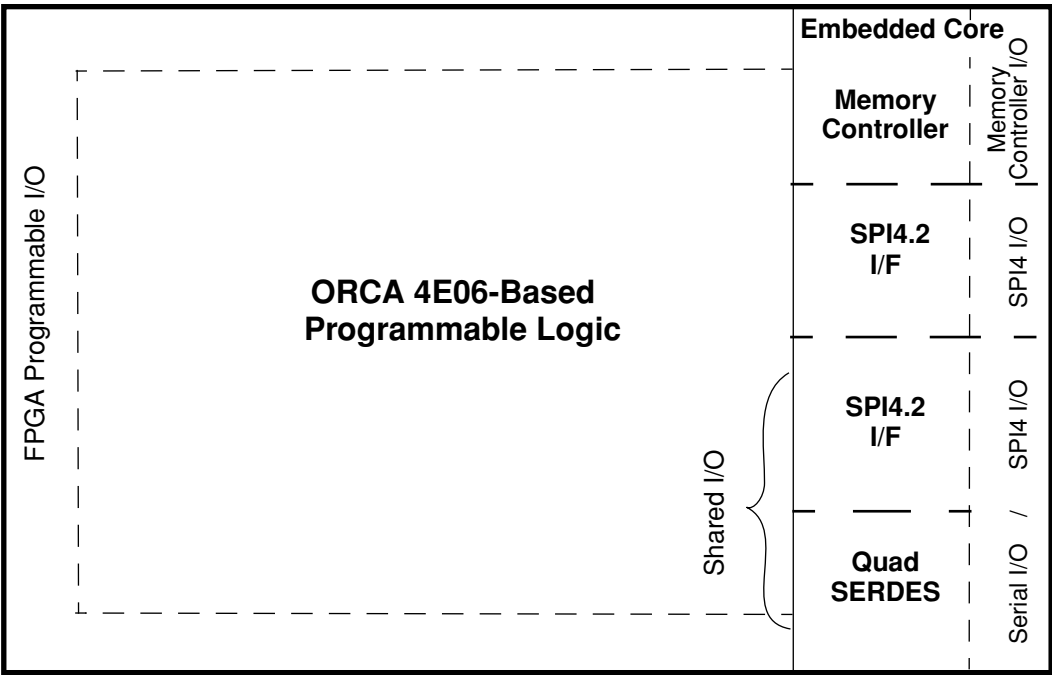 Embedded Core
Memory
Controller
Memory
Controller I/O
FPGA Programmable I/O
ORCA 4E06-Based
Programmable Logic
SPI4.2
I/F
SPI4 I/O
Shared I/O
SPI4.2
I/F
SPI4 I/O
/
Quad
SERDES
Serial I/O